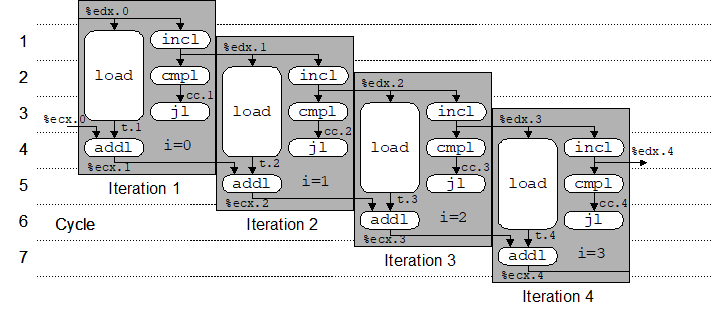 %edx.0
1 incl %edx.1
2 load cmpl incl %edx.2
cc.1
3 %ecx.0 jl load cmpl incl %edx.3
t.1 cc.2
4 addl i=0 jl load cmpl incl %edx.4
%ecx.1 t.2 cc.3
5 Iteration 1 addl i=1 jl load cmpl
%ecx.2 t.3 cc.4
6 Cycle Iteration 2 addl i=2 jl
%ecx.3 t.4
7 Iteration 3 addl i=3
%ecx.4
Iteration 4